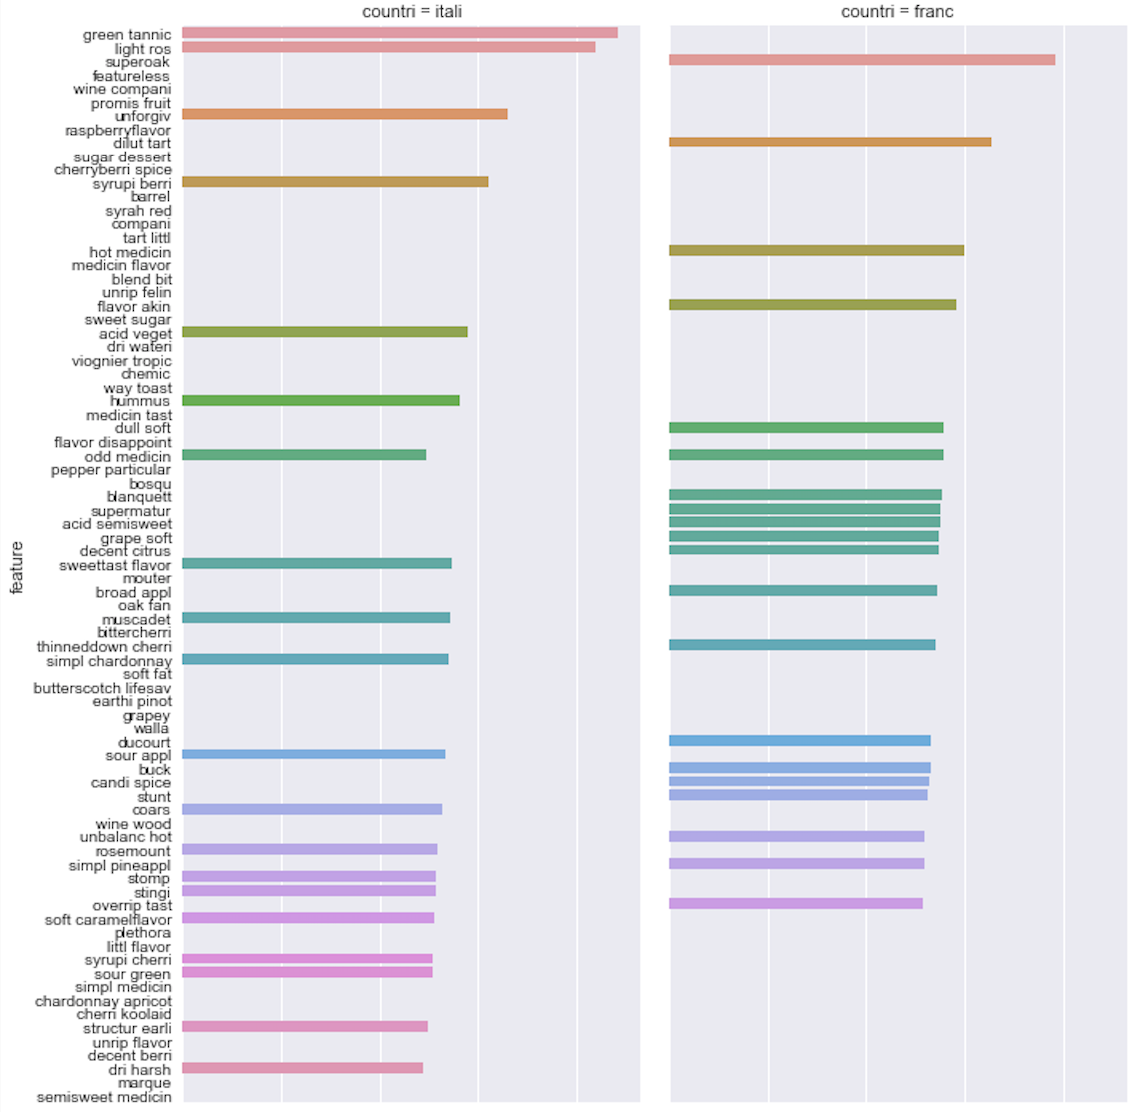 countri = itali
countri = franc
feature
green tannic
light ros
superoak
featureless
wine compani
promis fruit
unforgiv
raspberryflavor
dilut tart
sugar dessert
cherryberri spice
syrupi berri
barrel
syrah red
compani
tart littl
hot medicin
medicin flavor
blend bit
unrip felin
flavor akin
sweet sugar
acid veget
dri wateri
viognier tropic
chemic
way toast
hummus
medicin tast
dull soft
flavor disappoint
odd medicin
pepper particular
bosqu
blanquett
supermatur
acid semisweet
grape soft
decent citrus
sweettast flavor
mouter
broad appl
oak fan
muscadet
bittercherri
thinneddown cherri
simpl chardonnay
soft fat
butterscotch lifesav
earthi pinot
grapey
walla
ducourt
sour appl
buck
candi spice
stunt
coars
wine wood
unbalanc hot
rosemount
simpl pineappl
stomp
stingi
overrip tast
soft caramelflavor
plethora
littl flavor
syrupi cherri
sour green
simpl medicin
chardonnay apricot
cherri koolaid
structur earli
unrip flavor
decent berri
dri harsh
marque
semisweet medicin